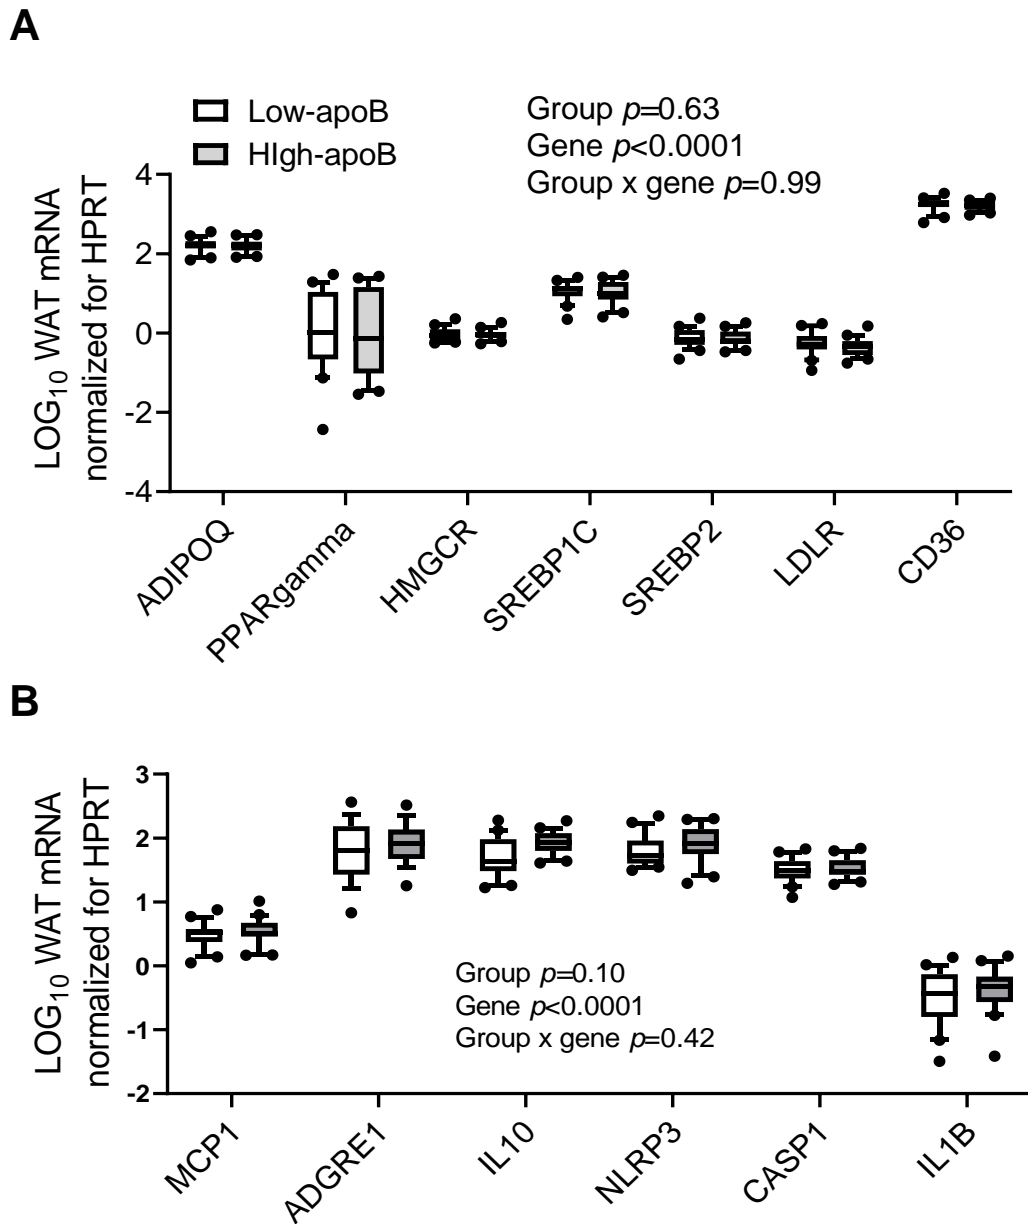 A
Low-apoB
HIgh-apoB
Group p=0.63
Gene p<0.0001
Group x gene p=0.99
LOG10 WAT mRNA
normalized for HPRT
4
2
0
-2
-4
ADIPOQ
PPARgamma
HMGCR
SREBP1C
SREBP2
LDLR
CD36
B
LOG10 WAT mRNA
normalized for HPRT
3
2
1
0
-1
-2
Group p=0.10
Gene p<0.0001
Group x gene p=0.42
MCP1
ADGRE1
IL10
NLRP3
CASP1
IL1B